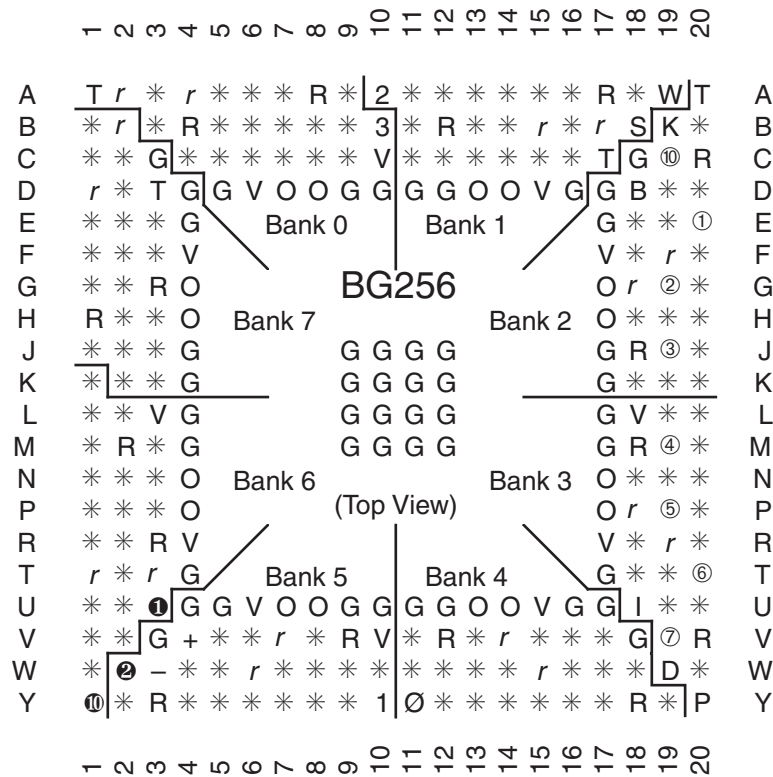 1 2 3 4 5 6 7 8 9 10 11 12 13 14 15 16 17 18 19 20
A T r ✳ r ✳ ✳ ✳ R ✳ 2 ✳ ✳ ✳ ✳ ✳ ✳ R ✳ W T A
B ✳ r ✳ R ✳ ✳ ✳ ✳ ✳ 3 ✳ R ✳ ✳ r ✳ r S K ✳ B
C ✳ ✳ G ✳ ✳ ✳ ✳ ✳ ✳ V ✳ ✳ ✳ ✳ ✳ ✳ T G ⑩ R C
D r ✳ T G G V O O G G G G O O V G G B ✳ ✳ D
E ✳ ✳ ✳ G Bank 0 Bank 1 G ✳ ✳ ① E
F ✳ ✳ ✳ V V ✳ r ✳ F
G ✳ ✳ R O BG256 O r ② ✳ G
H R ✳ ✳ O Bank 7 Bank 2 O ✳ ✳ ✳ H
J ✳ ✳ ✳ G G G G G G R ③ ✳ J
K ✳ ✳ ✳ G G G G G G ✳ ✳ ✳ K
L ✳ ✳ V G G G G G G V ✳ ✳ L
M ✳ R ✳ G G G G G G R ④ ✳ M
N ✳ ✳ ✳ O Bank 6 Bank 3 O ✳ ✳ ✳ N
P ✳ ✳ ✳ O (Top View) O r ⑤ ✳ P
R ✳ ✳ R V V ✳ r ✳ R
T r ✳ r G Bank 5 Bank 4 G ✳ ✳ ⑥ T
U ✳ ✳ ❶ G G V O O G G G G O O V G G I ✳ ✳ U
V ✳ ✳ G + ✳ ✳ r ✳ R V ✳ R ✳ r ✳ ✳ ✳ G ⑦ R V
W ✳ ❷ – ✳ ✳ r ✳ ✳ ✳ ✳ ✳ ✳ ✳ ✳ r ✳ ✳ ✳ D ✳ W
Y ❿ ✳ R ✳ ✳ ✳ ✳ ✳ ✳ 1 Ø ✳ ✳ ✳ ✳ ✳ ✳ R ✳ P Y
1 2 3 4 5 6 7 8 9 10 11 12 13 14 15 16 17 18 19 20